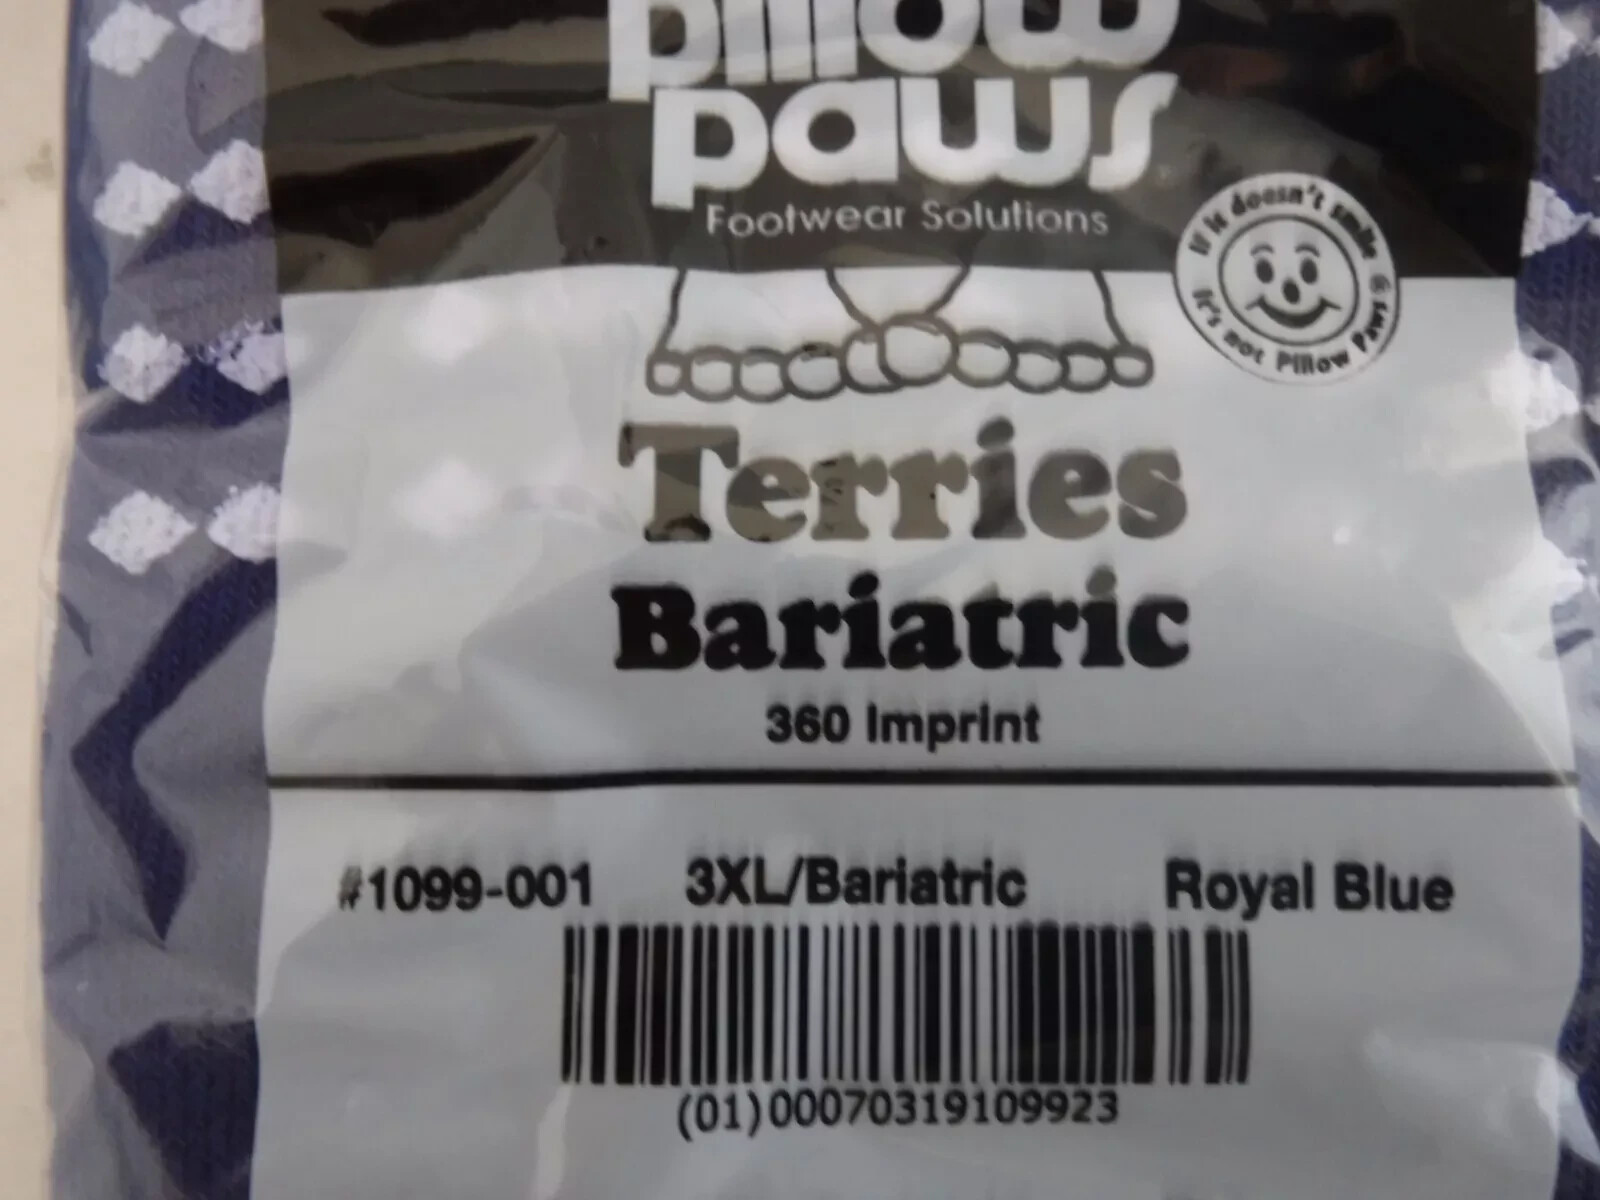 pillow
paws
Footwear Solutions
If it doesn't smile ®
It's not Pillow Paws
Terries
Bariatric
360 Imprint
#1099-001 3XL/Bariatric Royal Blue
(01)00070319109923